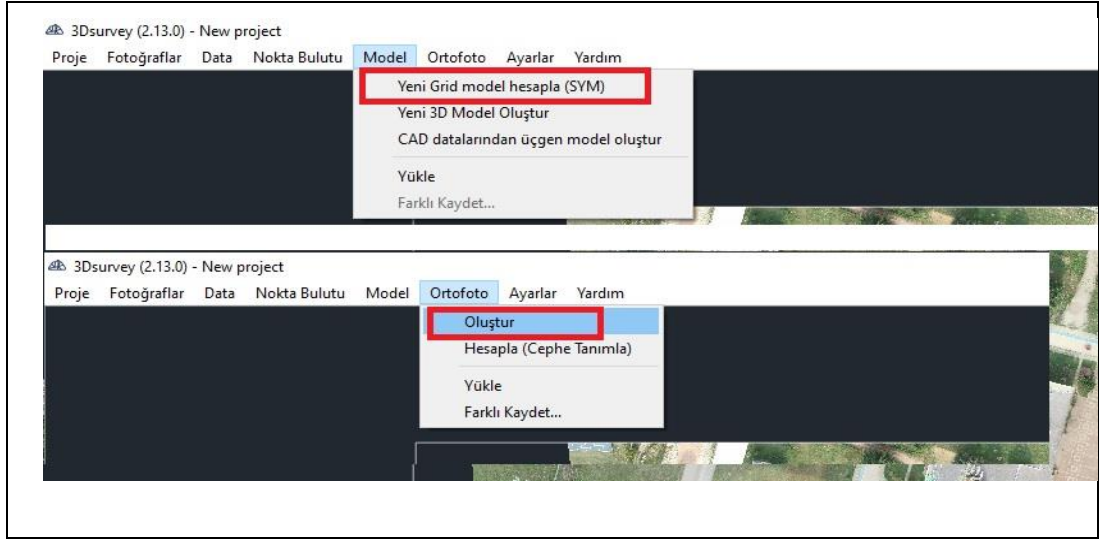 3Dsurvey (2.13.0) - New project
Proje Fotoğraflar Data Nokta Bulutu Model Ortofoto Ayarlar Yardım
Yeni Grid model hesapla (SYM)
Yeni 3D Model Oluştur
CAD datalarından üçgen model oluştur
Yükle
Farklı Kaydet...
3Dsurvey (2.13.0) - New project
Proje Fotoğraflar Data Nokta Bulutu Model Ortofoto Ayarlar Yardım
Oluştur
Hesapla (Cephe Tanımla)
Yükle
Farklı Kaydet...